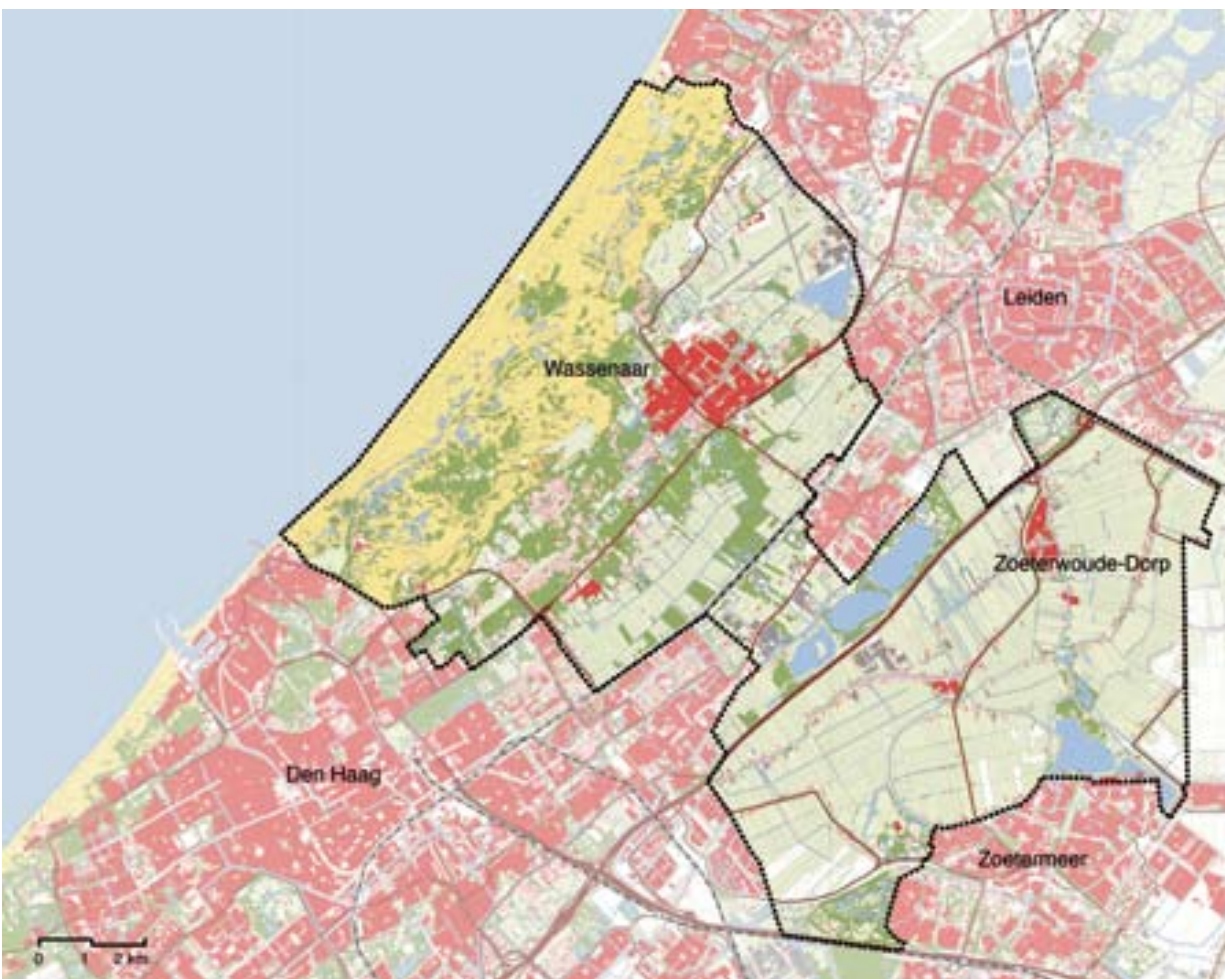 Leiden
Wassenaar
Zoeterwoude-Dorp
Den Haag
Zoetermeer
0 1 2 km